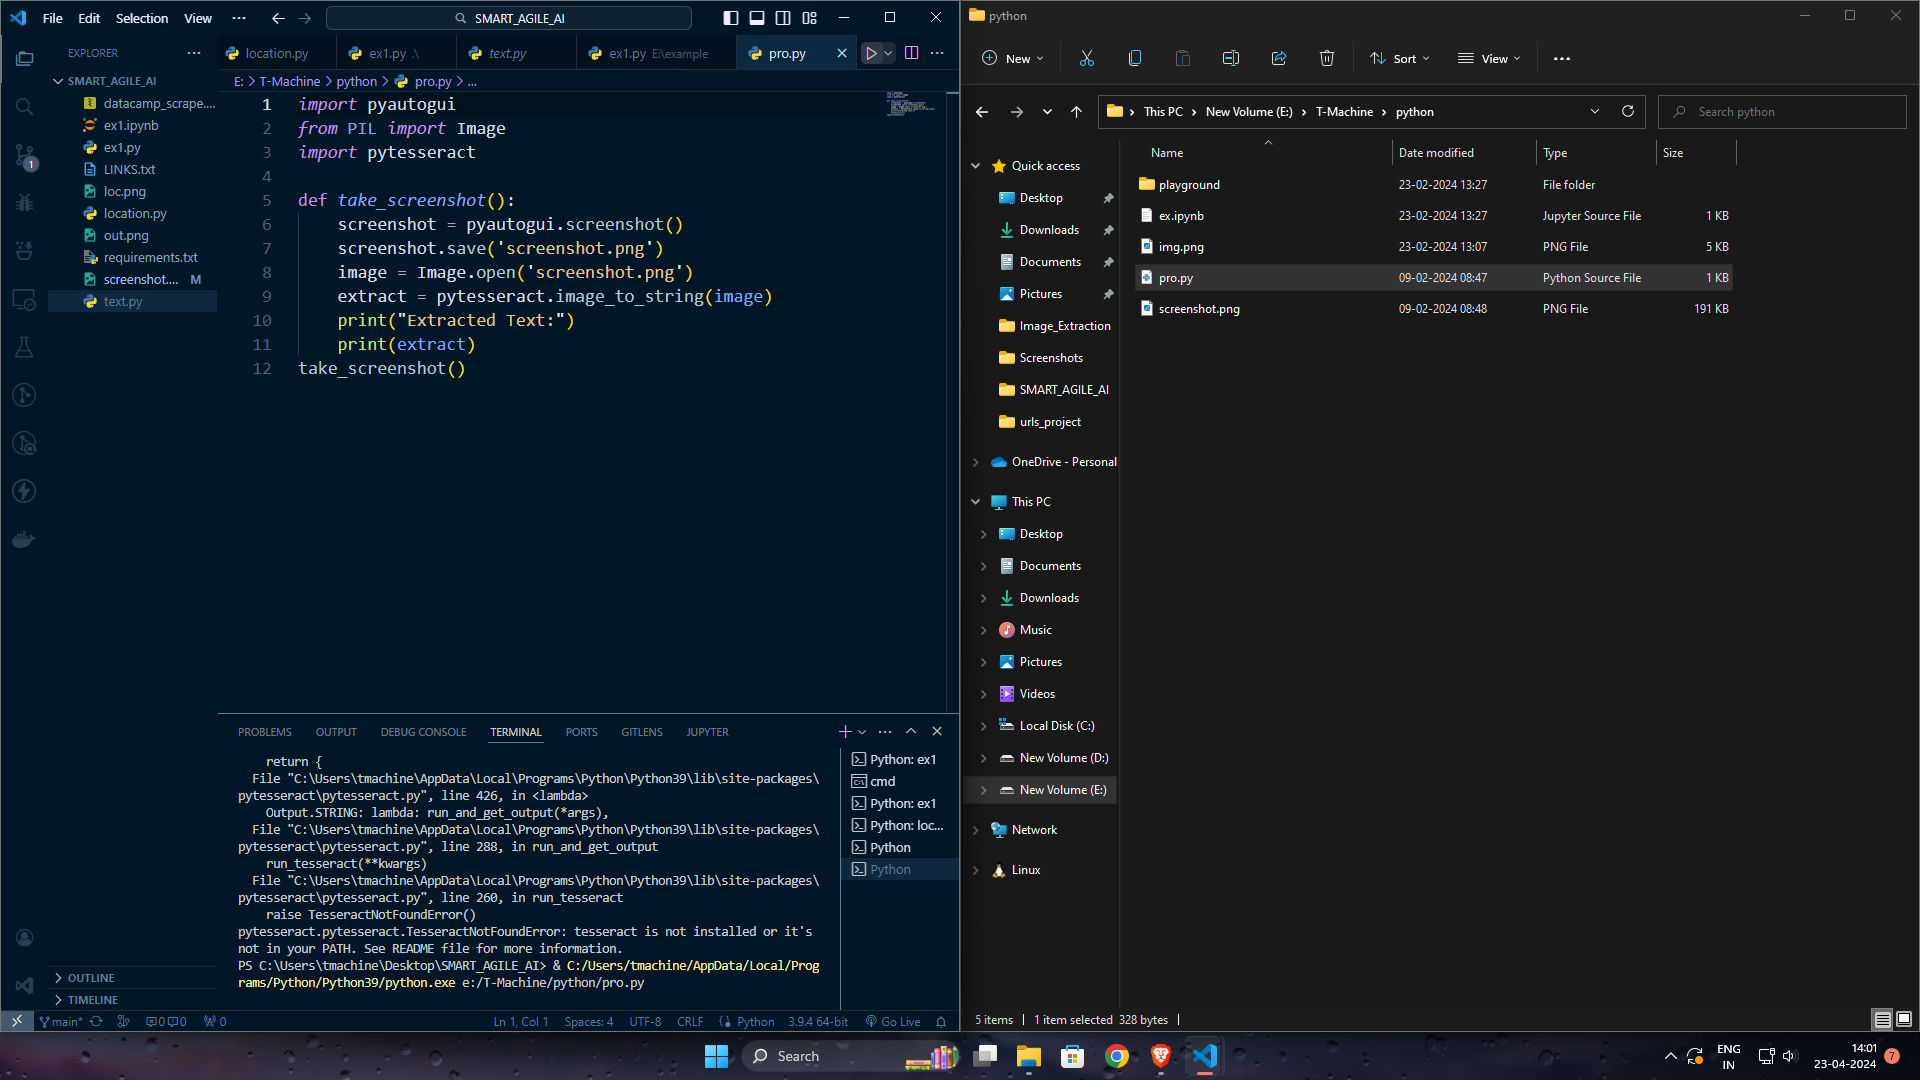 File Edit Selection View
SMART_AGILE_AI
EXPLORER
SMART_AGILE_AI
datacamp_scrape....
ex1.ipynb
ex1.py
LINKS.txt
loc.png
location.py
out.png
requirements.txt
screenshot.... M
text.py
1
OUTLINE
TIMELINE
location.py
ex1.py .\
text.py
ex1.py E:\example
pro.py
E: > T-Machine > python > pro.py > ...
1 import pyautogui
2 from PIL import Image
3 import pytesseract
4
5 def take_screenshot():
6 screenshot = pyautogui.screenshot()
7 screenshot.save('screenshot.png')
8 image = Image.open('screenshot.png')
9 extract = pytesseract.image_to_string(image)
10 print("Extracted Text:")
11 print(extract)
12 take_screenshot()
PROBLEMS OUTPUT DEBUG CONSOLE TERMINAL PORTS GITLENS JUPYTER
return {
File "C:\Users\tmachine\AppData\Local\Programs\Python\Python39\lib\site-packages\
pytesseract\pytesseract.py", line 426, in <lambda>
Output.STRING: lambda: run_and_get_output(*args),
File "C:\Users\tmachine\AppData\Local\Programs\Python\Python39\lib\site-packages\
pytesseract\pytesseract.py", line 288, in run_and_get_output
run_tesseract(**kwargs)
File "C:\Users\tmachine\AppData\Local\Programs\Python\Python39\lib\site-packages\
pytesseract\pytesseract.py", line 260, in run_tesseract
raise TesseractNotFoundError()
pytesseract.pytesseract.TesseractNotFoundError: tesseract is not installed or it's
not in your PATH. See README file for more information.
PS C:\Users\tmachine\Desktop\SMART_AGILE_AI> & C:/Users/tmachine/AppData/Local/Prog
rams/Python/Python39/python.exe e:/T-Machine/python/pro.py
Python: ex1
cmd
Python: ex1
Python: loc...
Python
Python
main* 0 0 0 Ln 1, Col 1 Spaces: 4 UTF-8 CRLF Python 3.9.4 64-bit Go Live
python
New Sort View
This PC > New Volume (E:) > T-Machine > python
Search python
Quick access
Desktop
Downloads
Documents
Pictures
Image_Extraction
Screenshots
SMART_AGILE_AI
urls_project
OneDrive - Personal
This PC
Desktop
Documents
Downloads
Music
Pictures
Videos
Local Disk (C:)
New Volume (D:)
New Volume (E:)
Network
Linux
Name Date modified Type Size
playground 23-02-2024 13:27 File folder
ex.ipynb 23-02-2024 13:27 Jupyter Source File 1 KB
img.png 23-02-2024 13:07 PNG File 5 KB
pro.py 09-02-2024 08:47 Python Source File 1 KB
screenshot.png 09-02-2024 08:48 PNG File 191 KB
5 items 1 item selected 328 bytes
Search
ENG
IN
14:01
23-04-2024
7